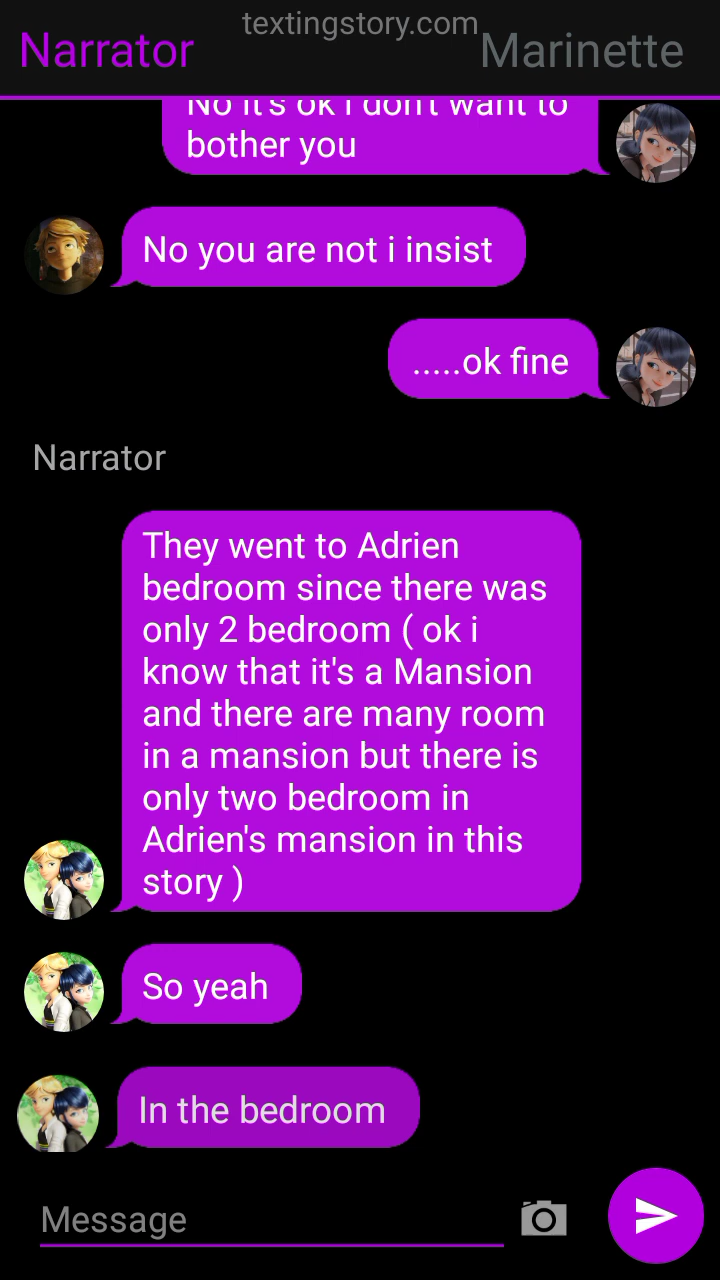 textingstory.com
Narrator
Marinette
No it's ok i don't want to
bother you
No you are not i insist
.....ok fine
Narrator
They went to Adrien
bedroom since there was
only 2 bedroom ( ok i
know that it's a Mansion
and there are many room
in a mansion but there is
only two bedroom in
Adrien's mansion in this
story )
So yeah
In the bedroom
Message